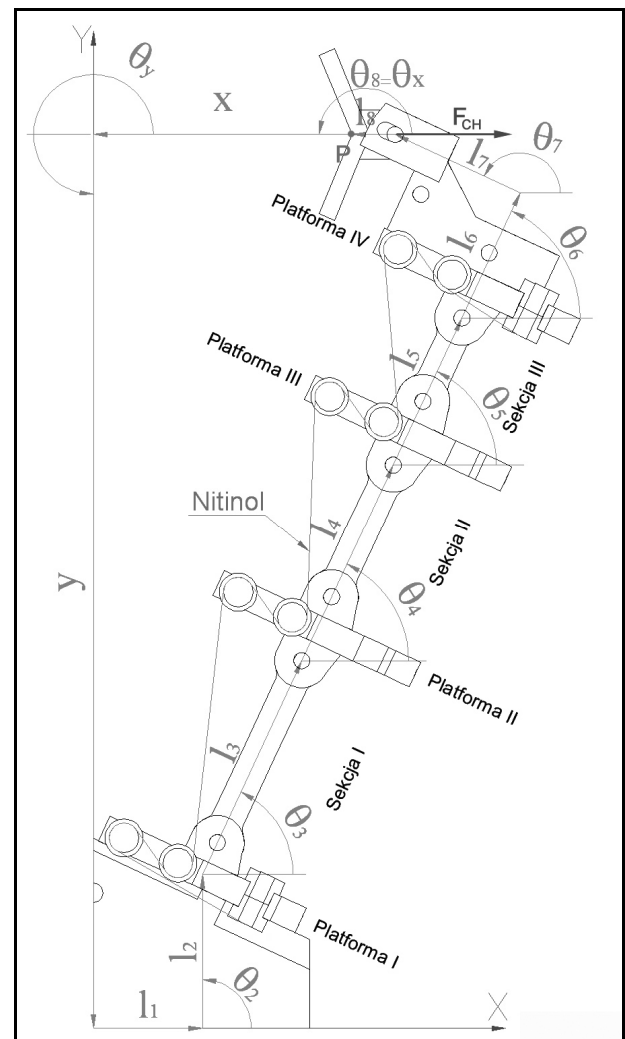 Y
θy
x
θ8=θx
l8
FCH
P
l7
θ7
Platforma IV
l6
θ6
l5
Platforma III
θ5
Sekcja III
Nitinol
l4
Sekcja II
y
θ4
Platforma II
l3
Sekcja I
θ3
Platforma I
l2
θ2
l1
X